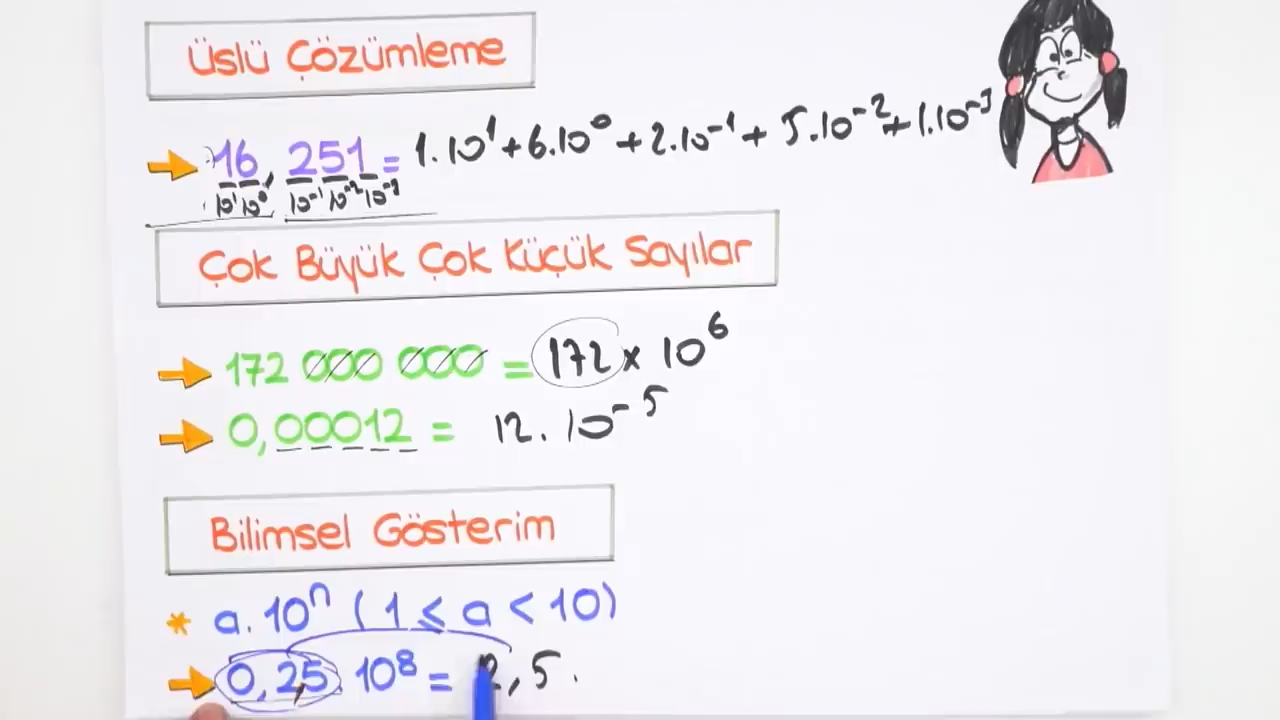 Üslü Çözümleme
16,251 = 1.10¹ + 6.10⁰ + 2.10⁻¹ + 5.10⁻² + 1.10⁻³
10¹ 10⁰ 10⁻¹ 10⁻² 10⁻³
Çok Büyük Çok Küçük Sayılar
172 000 000 = 172 x 10⁶
0,00012 = 12. 10⁻⁵
Bilimsel Gösterim
* a. 10ⁿ ( 1 ≤ a < 10)
0,25. 10⁸ = 2,5.